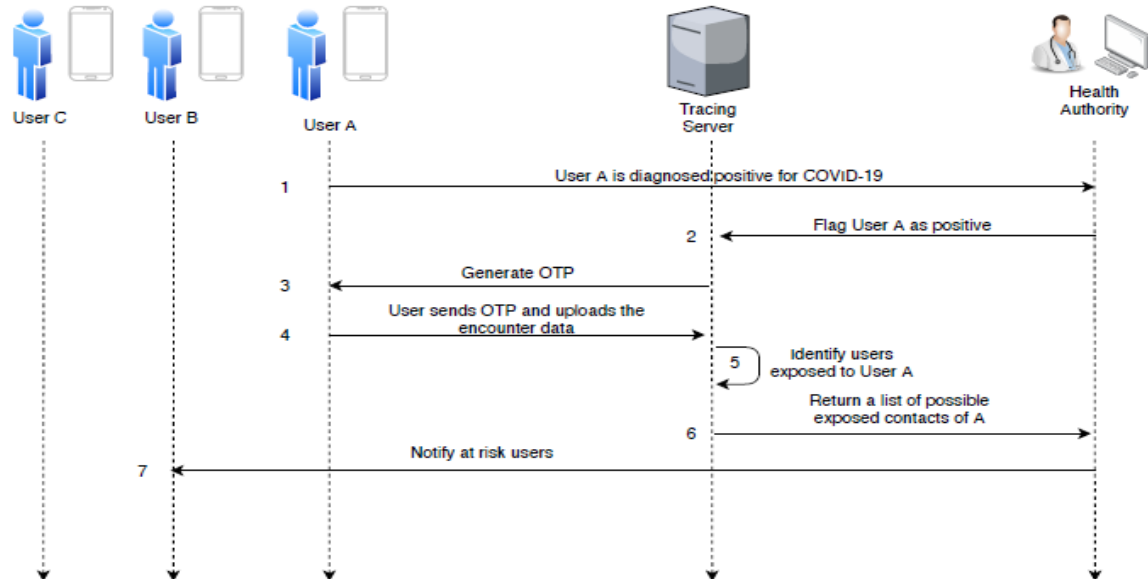 User C
User B
User A
Tracing
Server
Health
Authority
1
User A is diagnosed positive for COVID-19
2
Flag User A as positive
3
Generate OTP
4
User sends OTP and uploads the
encounter data
5
Identify users
exposed to User A
6
Return a list of possible
exposed contacts of A
7
Notify at risk users